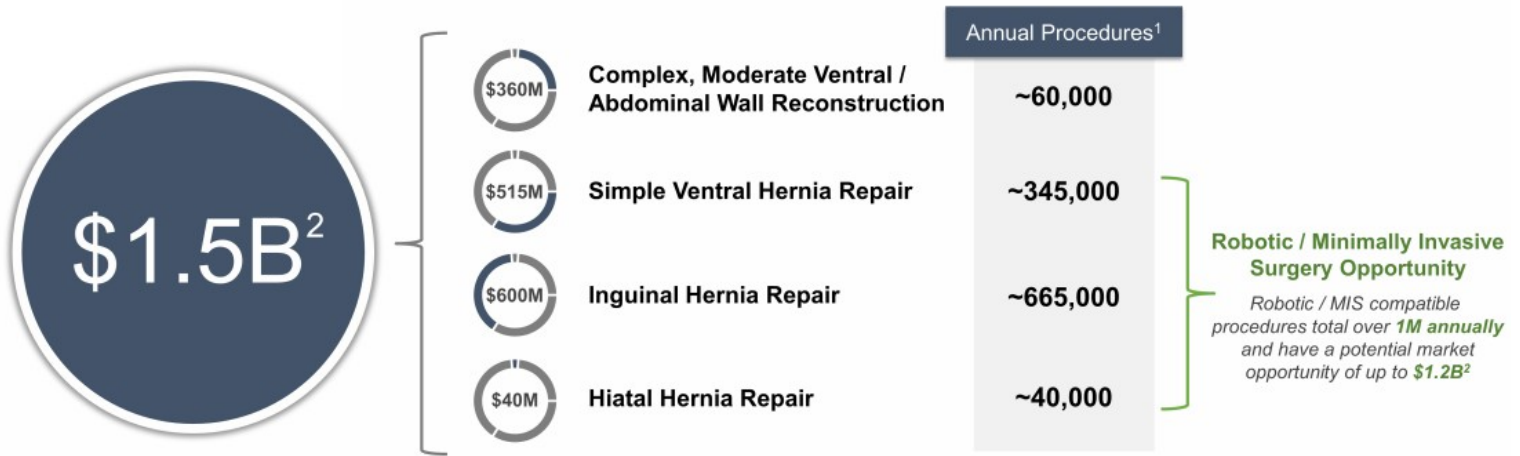 $1.5B²
Annual Procedures¹
$360M
Complex, Moderate Ventral /
Abdominal Wall Reconstruction
~60,000
$515M
Simple Ventral Hernia Repair
~345,000
$600M
Inguinal Hernia Repair
~665,000
$40M
Hiatal Hernia Repair
~40,000
Robotic / Minimally Invasive
Surgery Opportunity
Robotic / MIS compatible
procedures total over 1M annually
and have a potential market
opportunity of up to $1.2B²